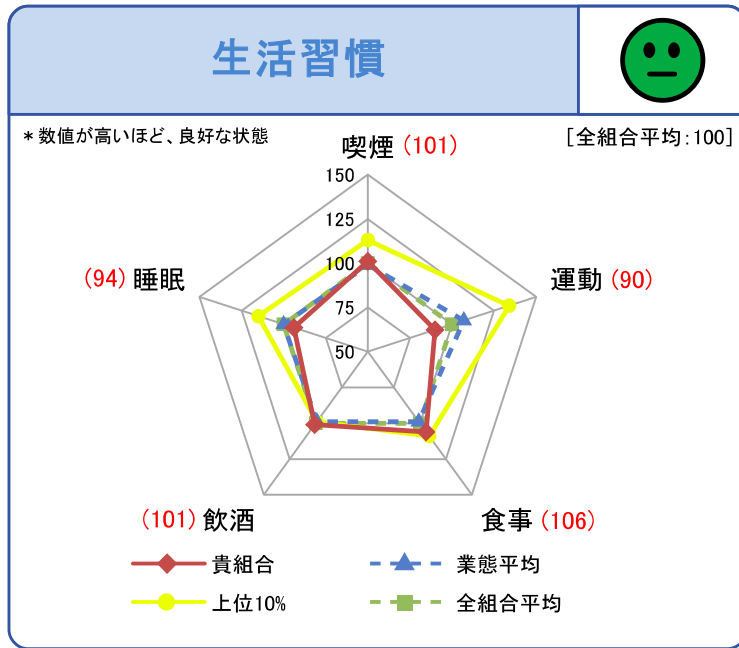 生活習慣
*数値が高いほど、良好な状態
[全組合平均:100]
喫煙 (101)
150
125
100
75
50
(94) 睡眠
運動 (90)
(101) 飲酒
食事 (106)
貴組合
業態平均
上位10%
全組合平均